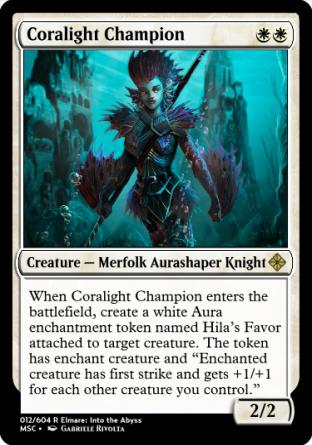 Coralight Champion
Creature — Merfolk Aurashaper Knight
When Coralight Champion enters the
battlefield, create a white Aura
enchantment token named Hila's Favor
attached to target creature. The token
has enchant creature and “Enchanted
creature has first strike and gets +1/+1
for each other creature you control.”
2/2
012/604 R Elmare: Into the Abyss
MSC • Gabriele Rivolta